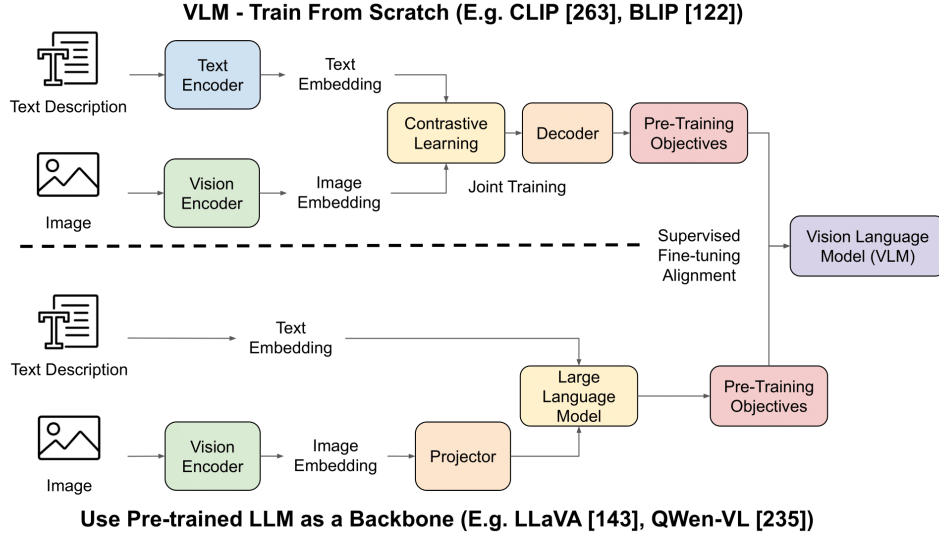 VLM - Train From Scratch (E.g. CLIP [263], BLIP [122])
Text Description
Text
Encoder
Text
Embedding
Contrastive
Learning
Decoder
Pre-Training
Objectives
Image
Vision
Encoder
Image
Embedding
Joint Training
Supervised
Fine-tuning
Alignment
Vision Language
Model (VLM)
Text Description
Text
Embedding
Large
Language
Model
Pre-Training
Objectives
Image
Vision
Encoder
Image
Embedding
Projector
Use Pre-trained LLM as a Backbone (E.g. LLaVA [143], QWen-VL [235])